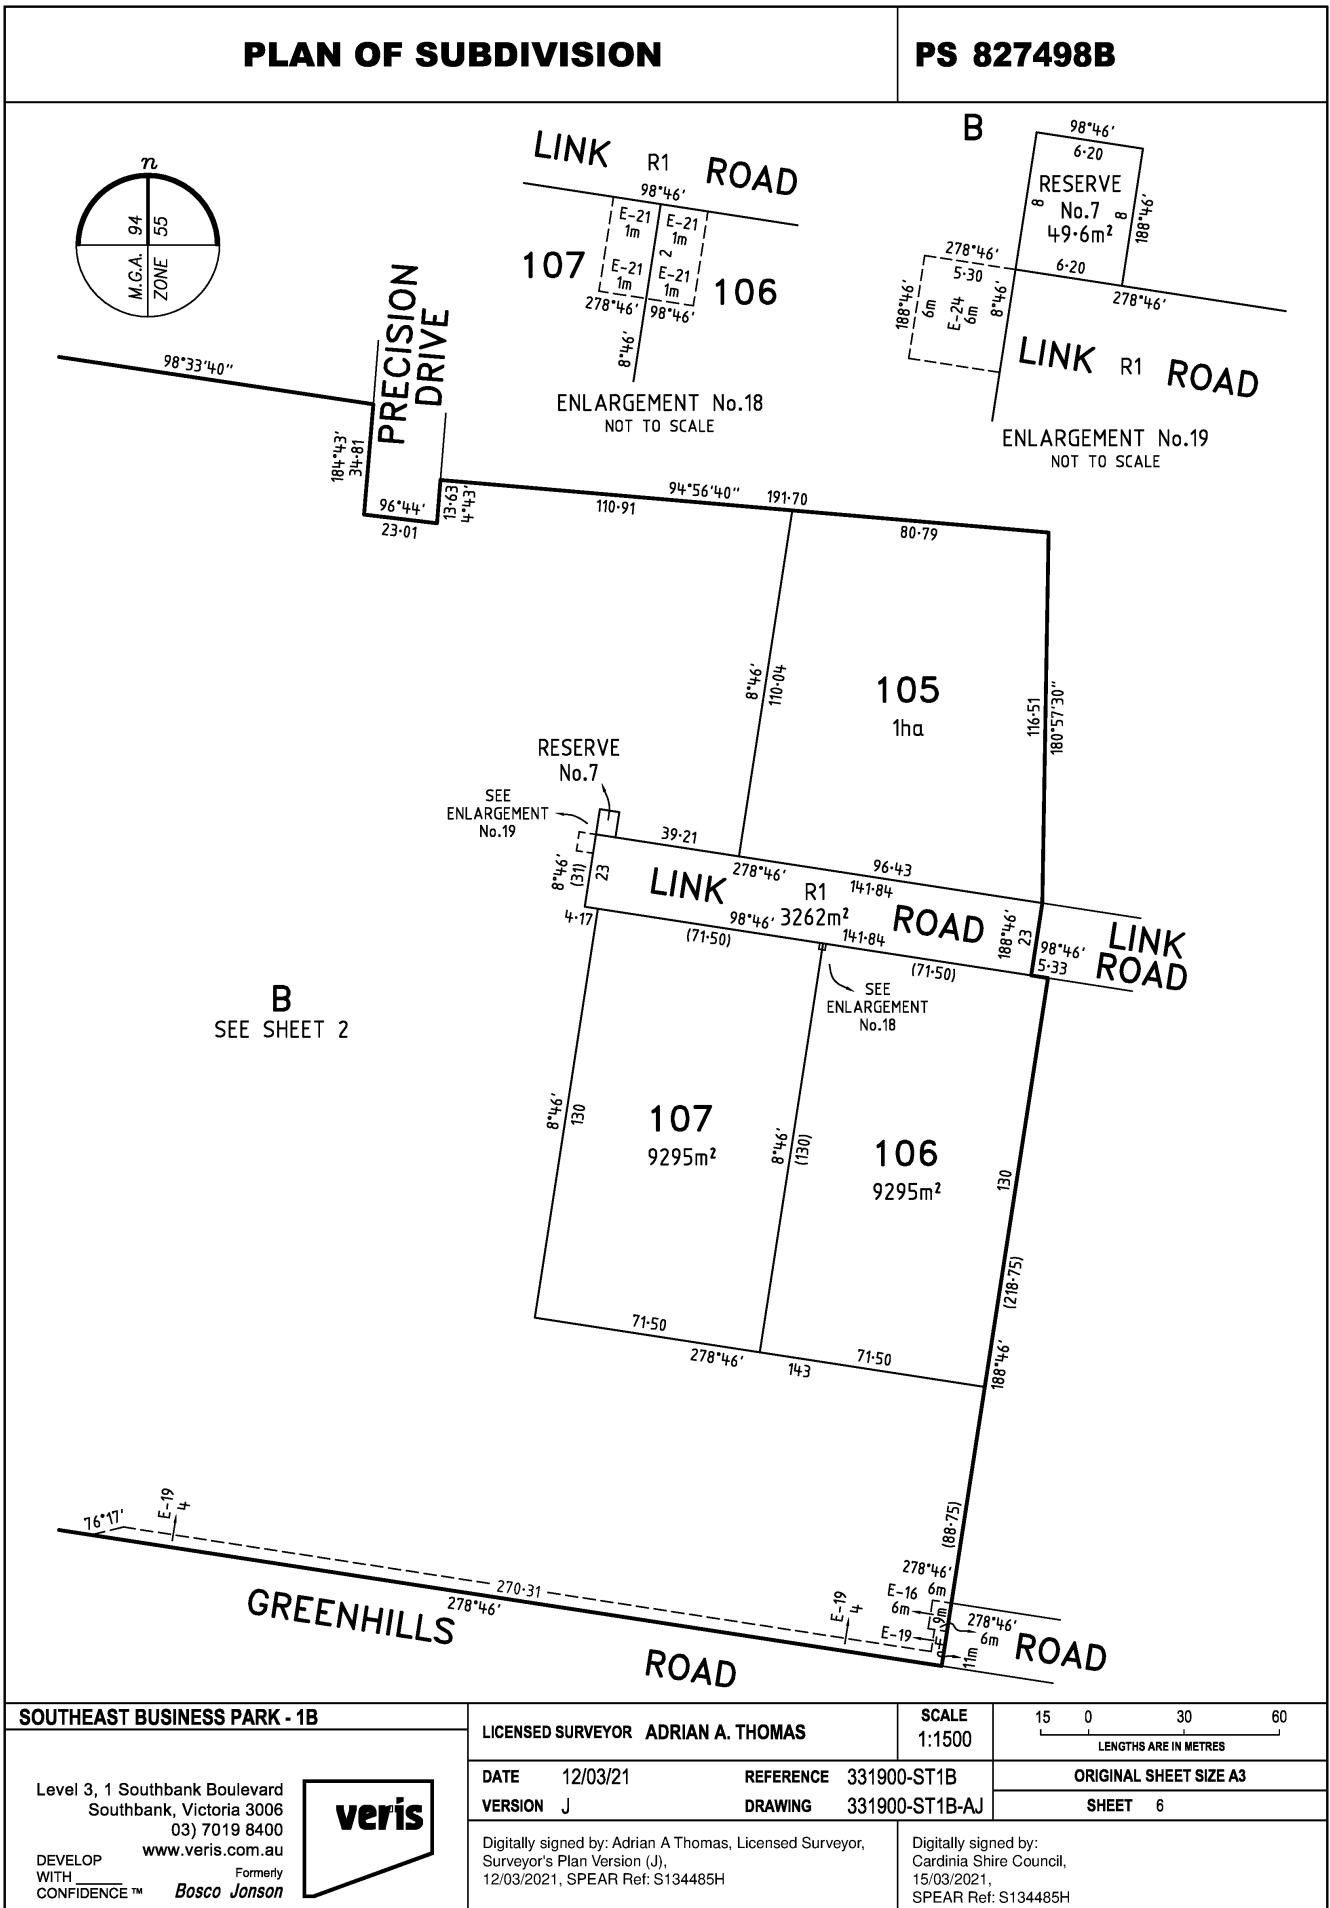 PLAN OF SUBDIVISION
PS 827498B
n
M.G.A. 94
ZONE 55
LINK R1 ROAD
98°46'
E-21
1m
E-21
1m
2
E-21
1m
E-21
1m
107
106
278°46'
98°46'
8°46'
ENLARGEMENT No.18
NOT TO SCALE
B
98°46'
6·20
RESERVE
No.7
49·6m²
8
8
188°46'
278°46'
5·30
6·20
278°46'
188°46'
6m
E-24
6m
8°46'
LINK R1 ROAD
ENLARGEMENT No.19
NOT TO SCALE
PRECISION
DRIVE
98°33'40"
184°43'
34·81
96°44'
23·01
13·63
4°43'
94°56'40"
191·70
110·91
80·79
8°46'
110·04
105
1ha
116·51
180°57'30"
RESERVE
No.7
SEE
ENLARGEMENT
No.19
39·21
278°46'
96·43
141·84
8°46'
(31)
23
LINK R1 ROAD
3262m²
4·17
98°46'
141·84
(71·50)
(71·50)
188°46'
23
98°46'
5·33
LINK
ROAD
SEE
ENLARGEMENT
No.18
B
SEE SHEET 2
8°46'
130
107
9295m²
8°46'
(130)
106
9295m²
130
(218·75)
188°46'
71·50
278°46'
143
71·50
(88·75)
76°17'
E-19
4
270·31
278°46'
GREENHILLS
ROAD
E-19
4
278°46'
E-16
6m
6m
9m
E-19
4
278°46'
6m
11m
ROAD
SOUTHEAST BUSINESS PARK - 1B
Level 3, 1 Southbank Boulevard
Southbank, Victoria 3006
03) 7019 8400
www.veris.com.au
DEVELOP
WITH
CONFIDENCE ™
Formerly
Bosco Jonson
veris
LICENSED SURVEYOR ADRIAN A. THOMAS
SCALE
1:1500
15 0 30 60
LENGTHS ARE IN METRES
DATE 12/03/21
REFERENCE 331900-ST1B
ORIGINAL SHEET SIZE A3
VERSION J
DRAWING 331900-ST1B-AJ
SHEET 6
Digitally signed by: Adrian A Thomas, Licensed Surveyor,
Surveyor's Plan Version (J),
12/03/2021, SPEAR Ref: S134485H
Digitally signed by:
Cardinia Shire Council,
15/03/2021,
SPEAR Ref: S134485H